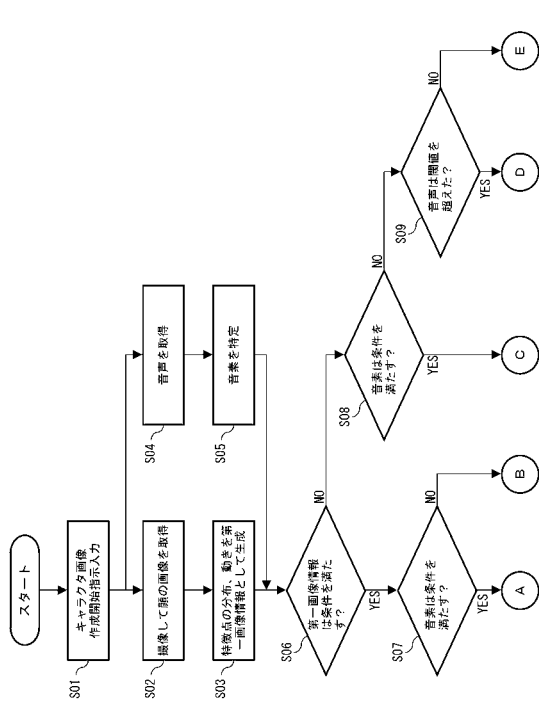 スタート
S01
キャラクタ画像
作成開始指示入力
S02
撮像して顔の画像を取得
S03
特徴点の分布、動きを第
一画像情報として生成
S04
音声を取得
S05
音素を特定
S06
第一画像情報
は条件を満た
す？
YES
NO
S07
音素は条件を
満たす？
YES
NO
A
B
S08
音素は条件を
満たす？
YES
NO
C
S09
音声は閾値を
超えた？
YES
NO
D
E